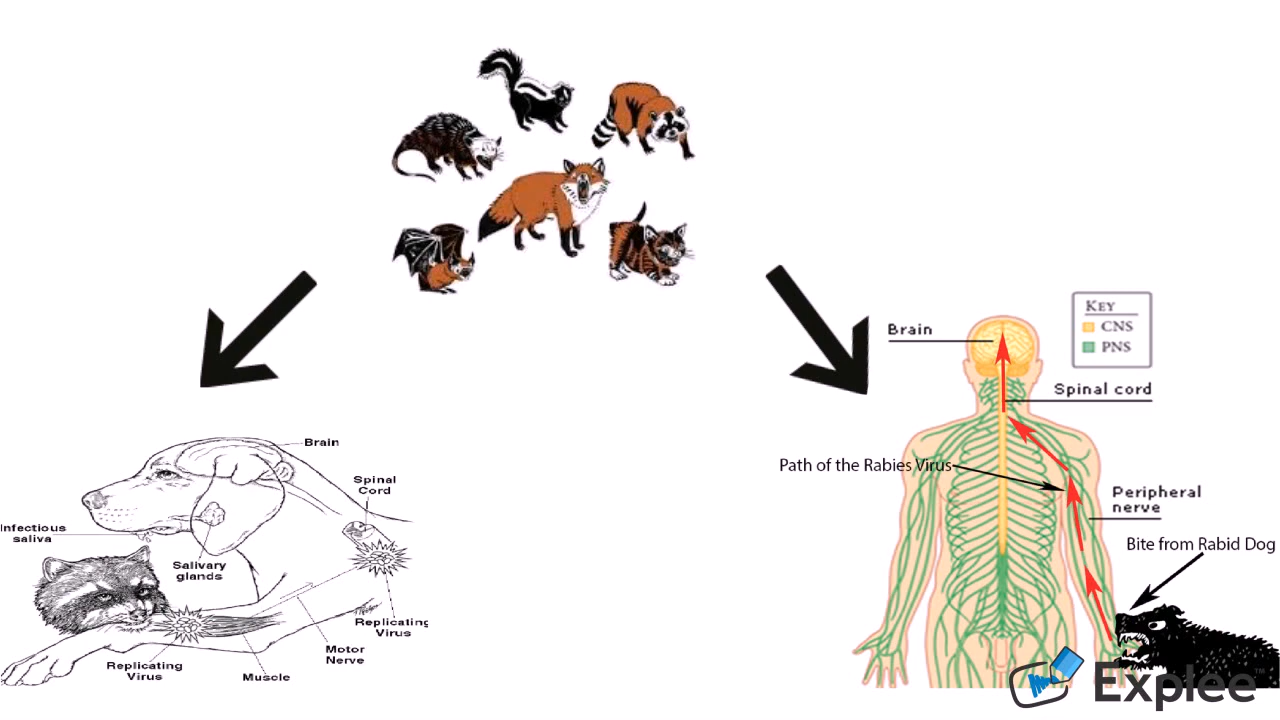 KEY
CNS
PNS
Brain
Spinal cord
Path of the Rabies Virus
Peripheral
nerve
Bite from Rabid Dog
Brain
Spinal
Cord
Infectious
saliva
Salivary
glands
Replicating
Virus
Motor
Nerve
Replicating
Virus
Muscle
Explee